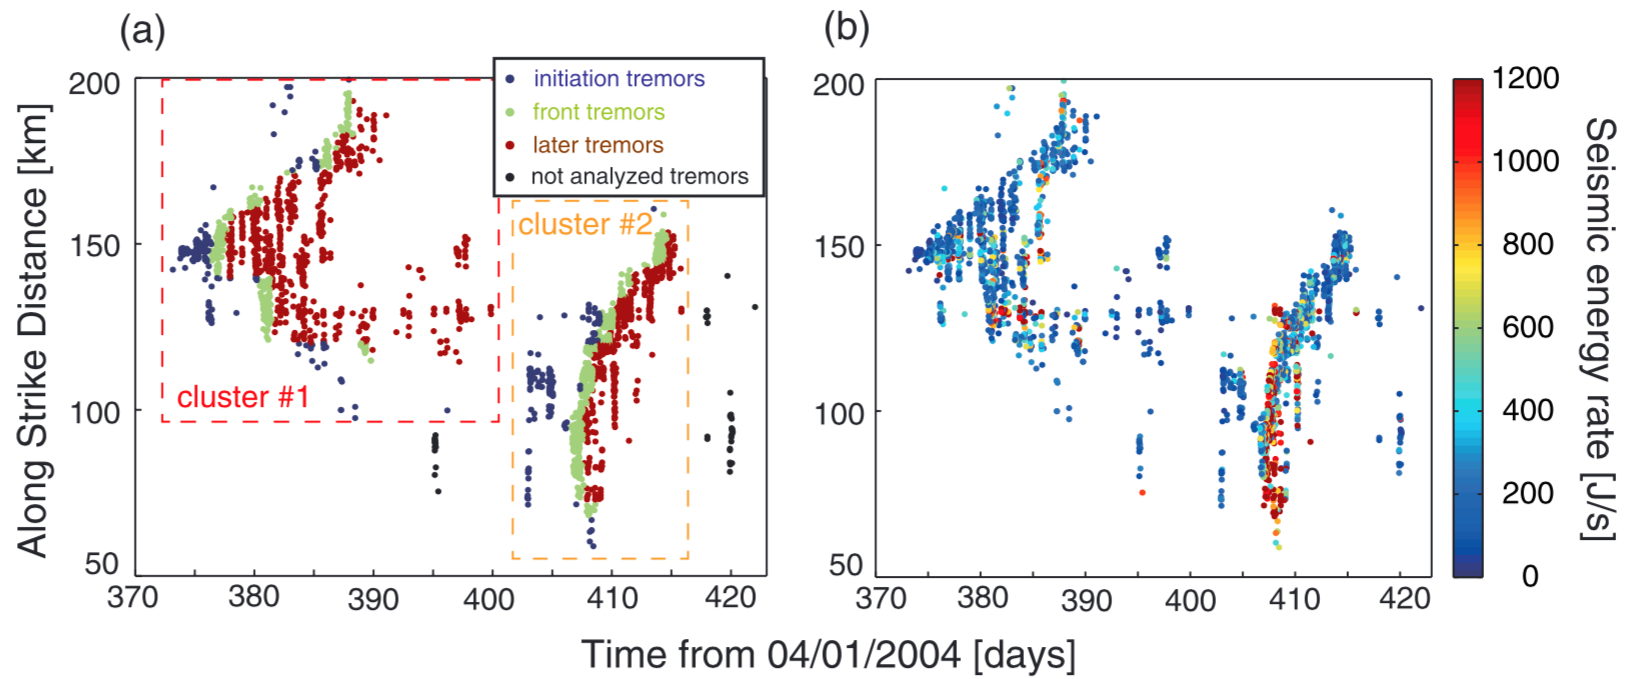 (a)
(b)
Along Strike Distance [km]
200
150
100
50
370 380 390 400 410 420
initiation tremors
front tremors
later tremors
not analyzed tremors
cluster #1
cluster #2
200
150
100
50
370 380 390 400 410 420
Time from 04/01/2004 [days]
1200
1000
800
600
400
200
0
Seismic energy rate [J/s]